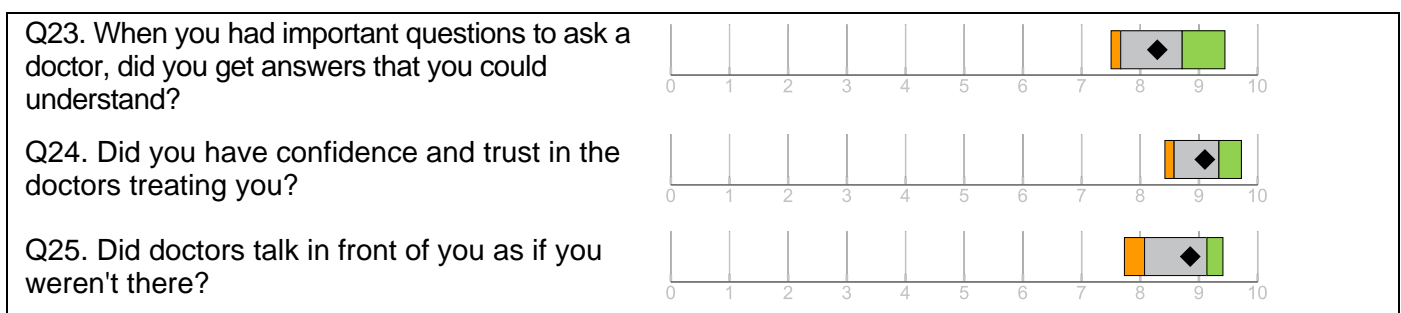 Q23. When you had important questions to ask a
doctor, did you get answers that you could
understand?
0 1 2 3 4 5 6 7 8 9 10
Q24. Did you have confidence and trust in the
doctors treating you?
0 1 2 3 4 5 6 7 8 9 10
Q25. Did doctors talk in front of you as if you
weren't there?
0 1 2 3 4 5 6 7 8 9 10